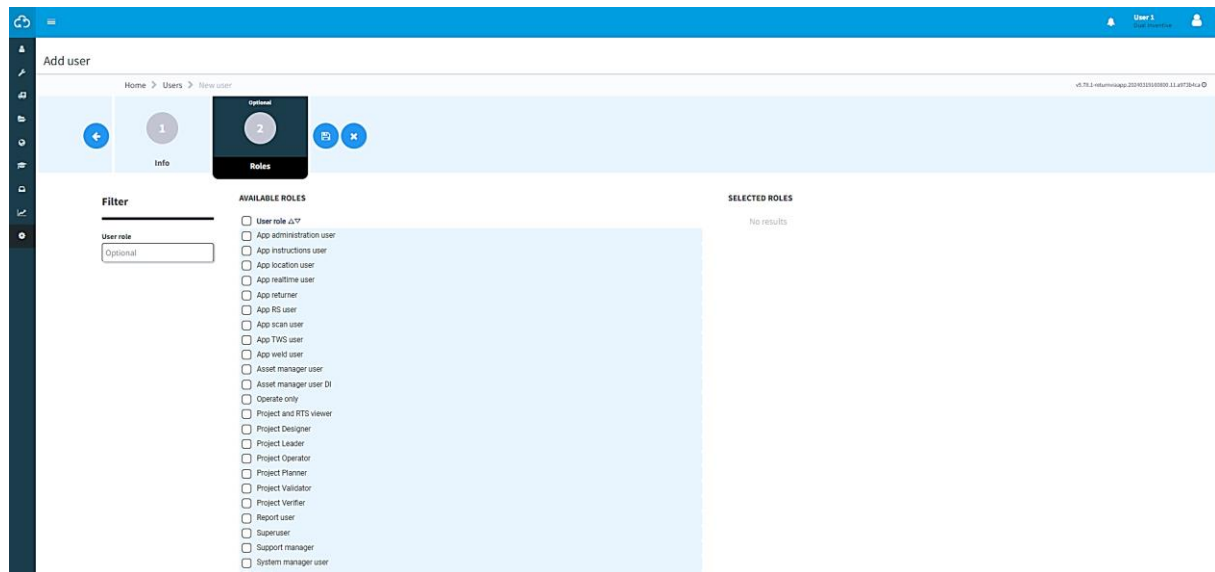 User 1
Add user
Home > Users > New user
Optional
1
2
Info
Roles
Filter
User role
Optional
AVAILABLE ROLES
User role
App administration user
App instructions user
App location user
App realtime user
App returner
App RS user
App scan user
App TWS user
App weld user
Asset manager user
Asset manager user DI
Operate only
Project and RTS viewer
Project Designer
Project Leader
Project Operator
Project Planner
Project Validator
Project Verifier
Report user
Superuser
Support manager
System manager user
SELECTED ROLES
No results